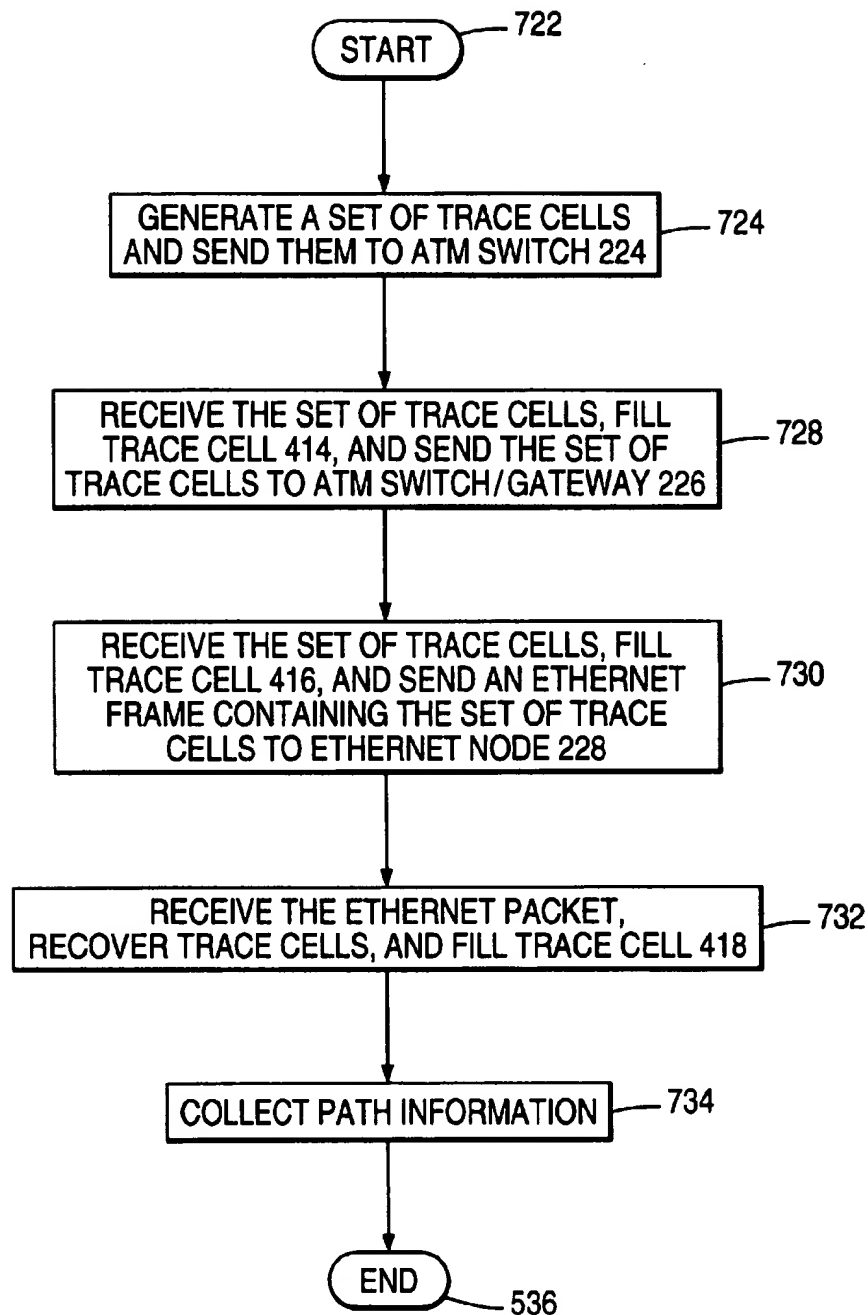 START
722
GENERATE A SET OF TRACE CELLS
AND SEND THEM TO ATM SWITCH 224
724
RECEIVE THE SET OF TRACE CELLS, FILL
TRACE CELL 414, AND SEND THE SET OF
TRACE CELLS TO ATM SWITCH/GATEWAY 226
728
RECEIVE THE SET OF TRACE CELLS, FILL
TRACE CELL 416, AND SEND AN ETHERNET
FRAME CONTAINING THE SET OF TRACE
CELLS TO ETHERNET NODE 228
730
RECEIVE THE ETHERNET PACKET,
RECOVER TRACE CELLS, AND FILL TRACE CELL 418
732
COLLECT PATH INFORMATION
734
END
536